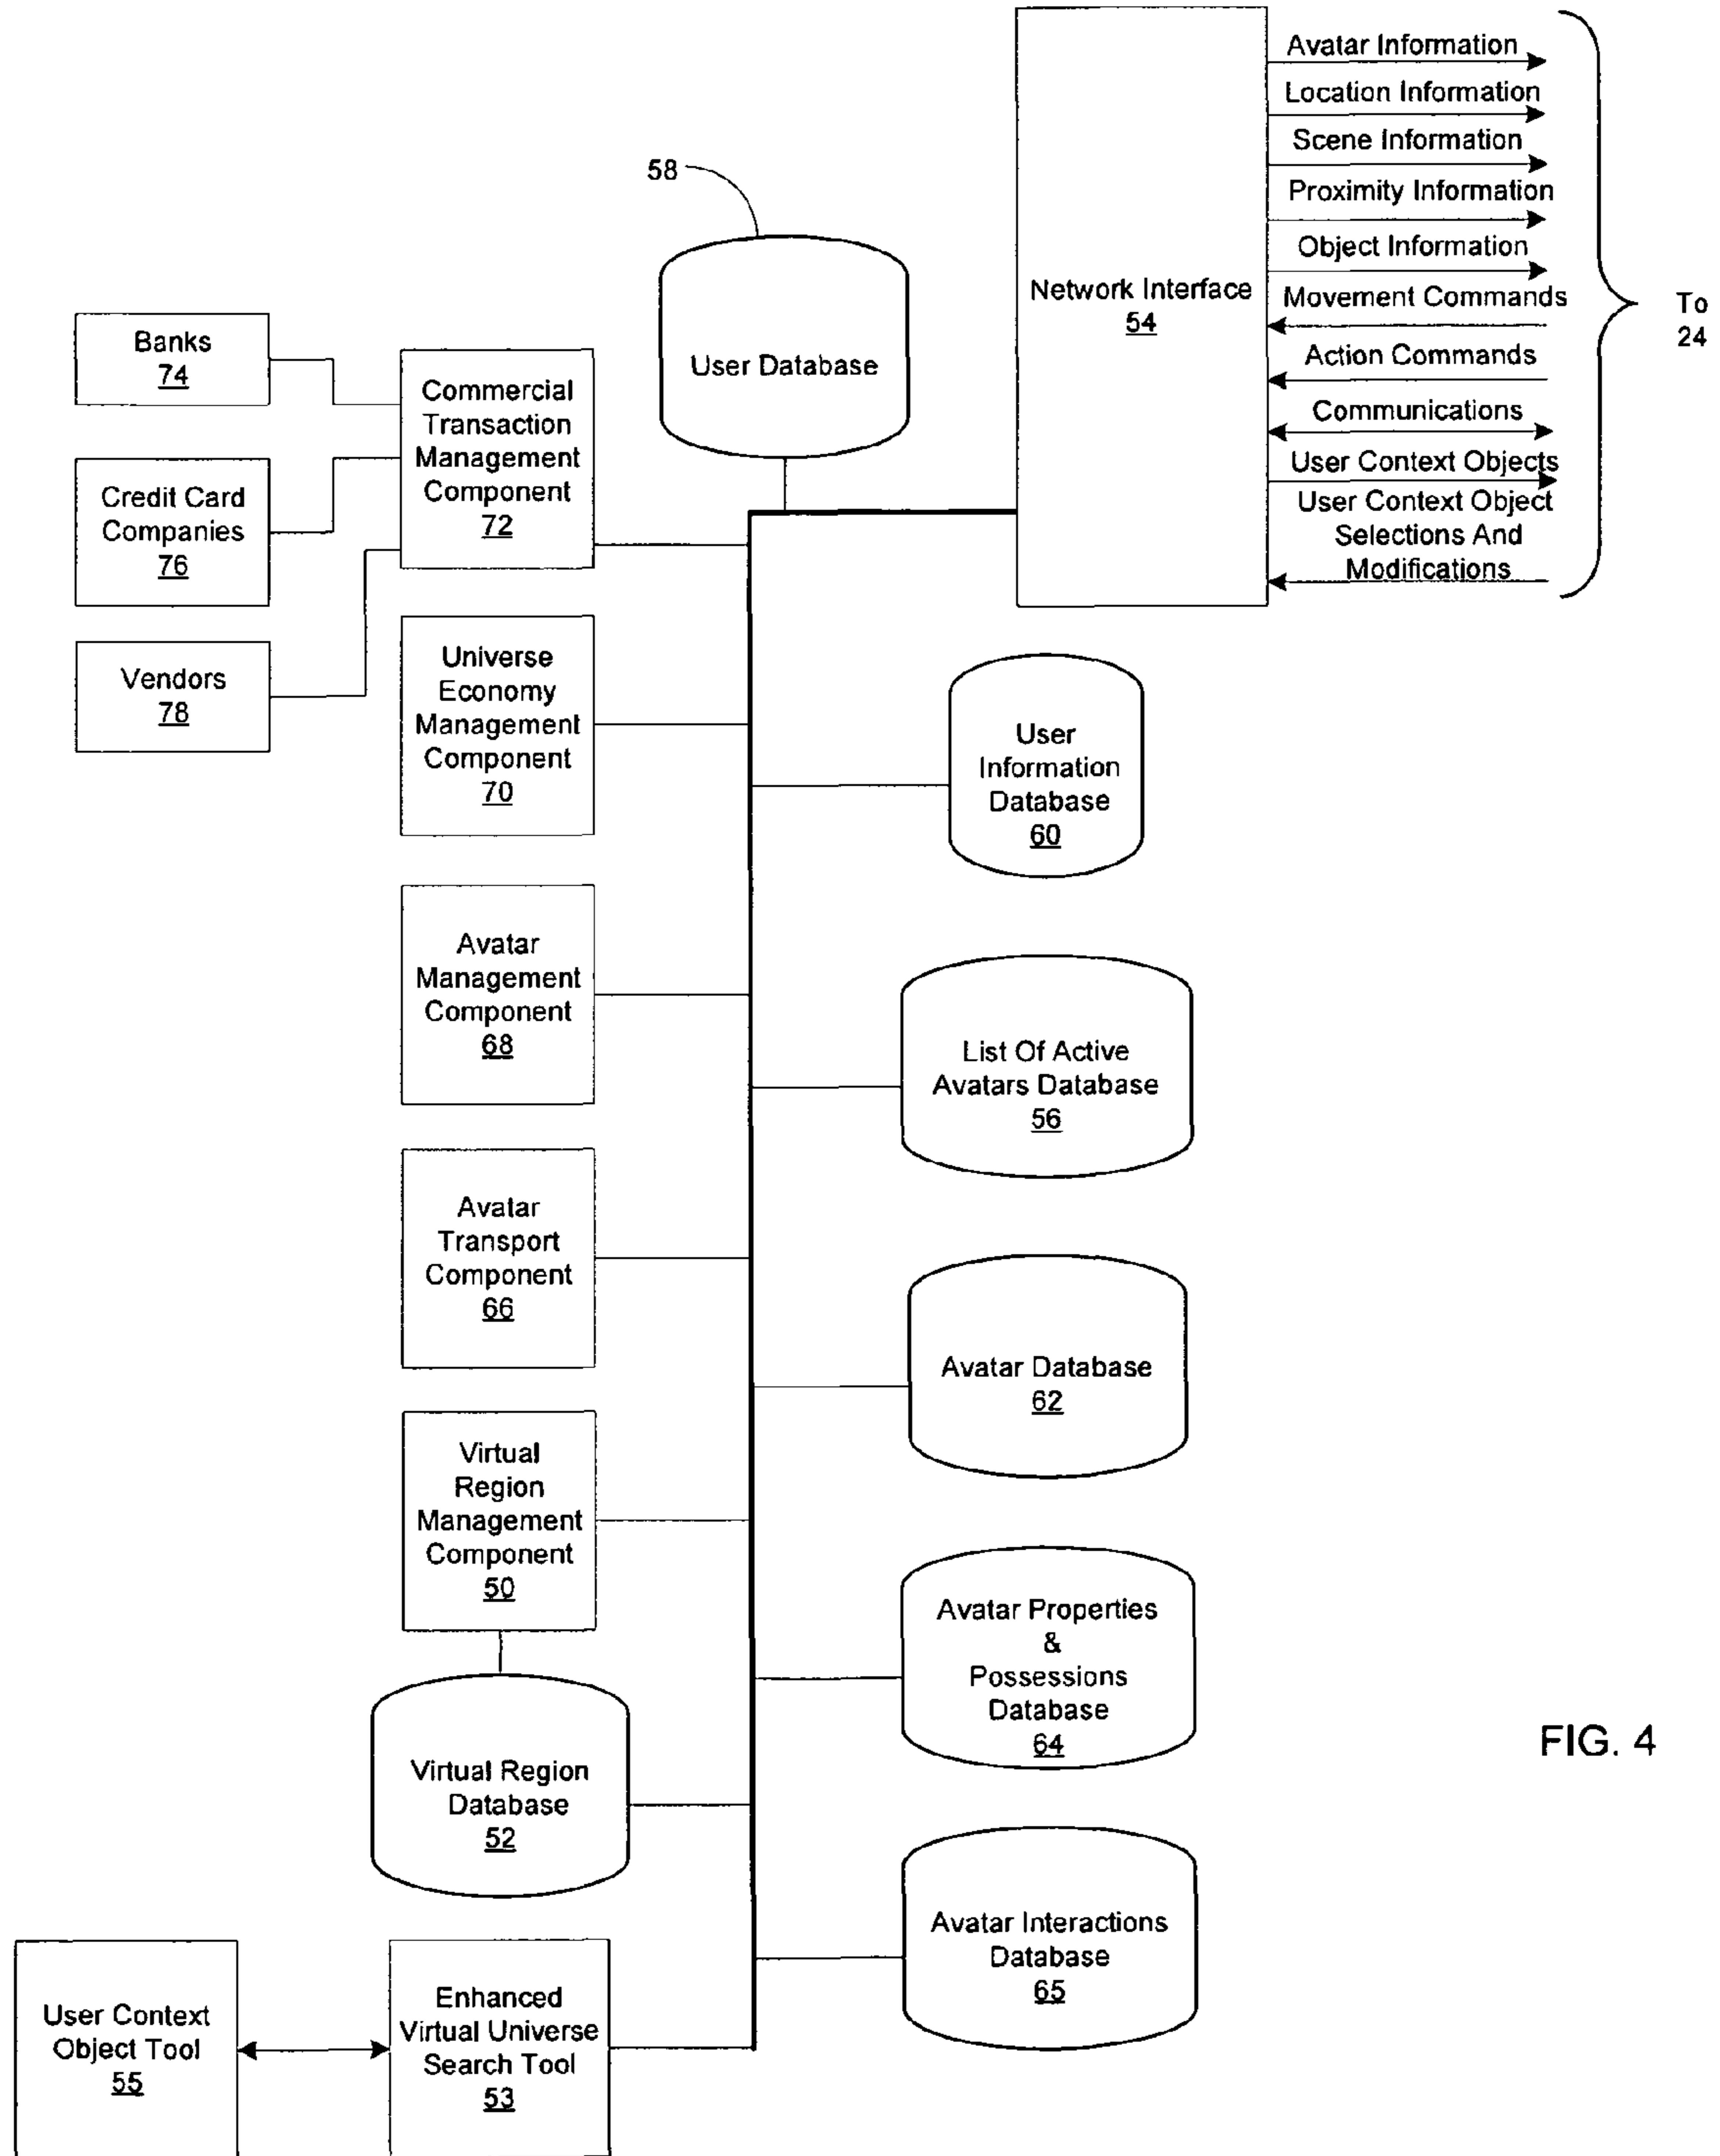 Avatar Information
Location Information
Scene Information
Proximity Information
Object Information
Movement Commands
Action Commands
Communications
User Context Objects
User Context Object
Selections And
Modifications
To
24
Network Interface
54
58
User Database
Banks
74
Credit Card
Companies
76
Vendors
78
Commercial
Transaction
Management
Component
72
Universe
Economy
Management
Component
70
User
Information
Database
60
Avatar
Management
Component
68
List Of Active
Avatars Database
56
Avatar
Transport
Component
66
Avatar Database
62
Virtual
Region
Management
Component
50
Avatar Properties
&
Possessions
Database
64
Virtual Region
Database
52
FIG. 4
Avatar Interactions
Database
65
User Context
Object Tool
55
Enhanced
Virtual Universe
Search Tool
53